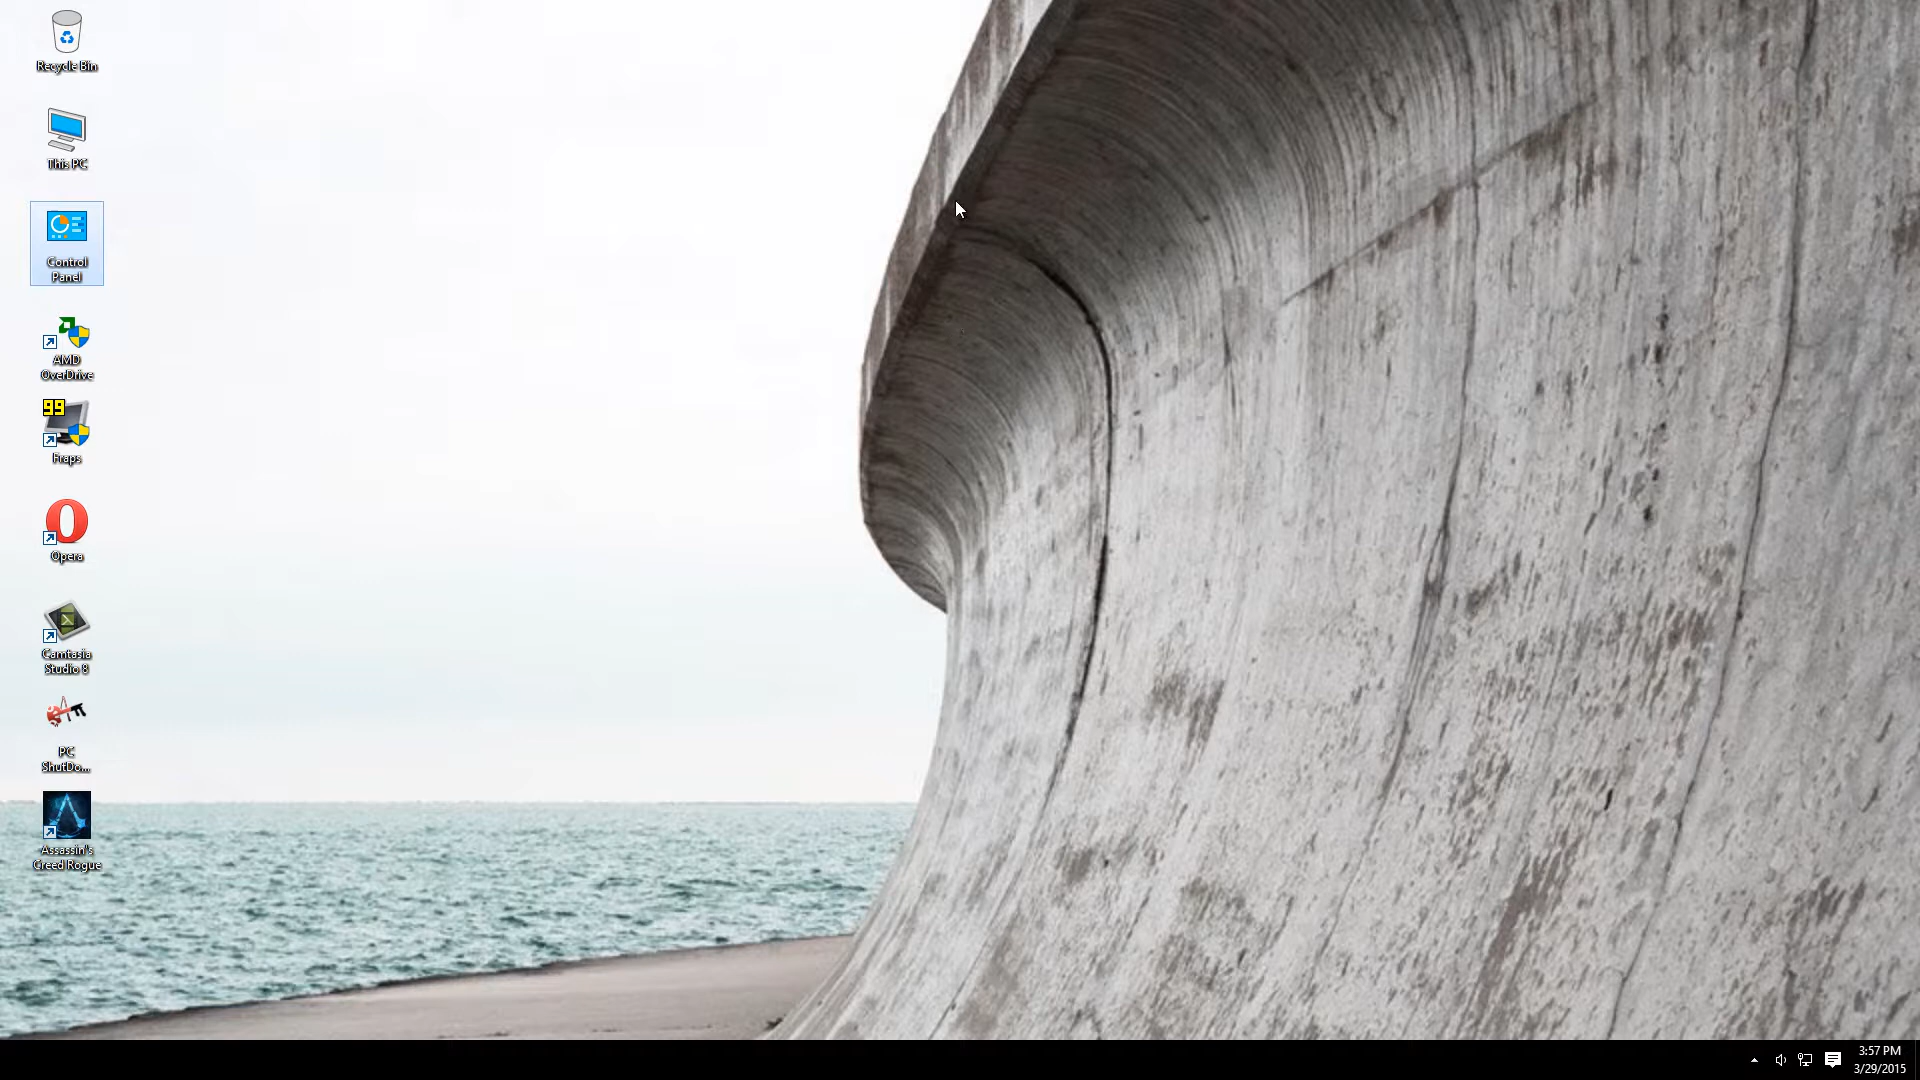 Recycle Bin
This PC
Control
Panel
AMD
OverDrive
99
Fraps
Opera
Camtasia
Studio 8
PC
ShutDo...
Assassin's
Creed Rogue
3:57 PM
3/29/2015